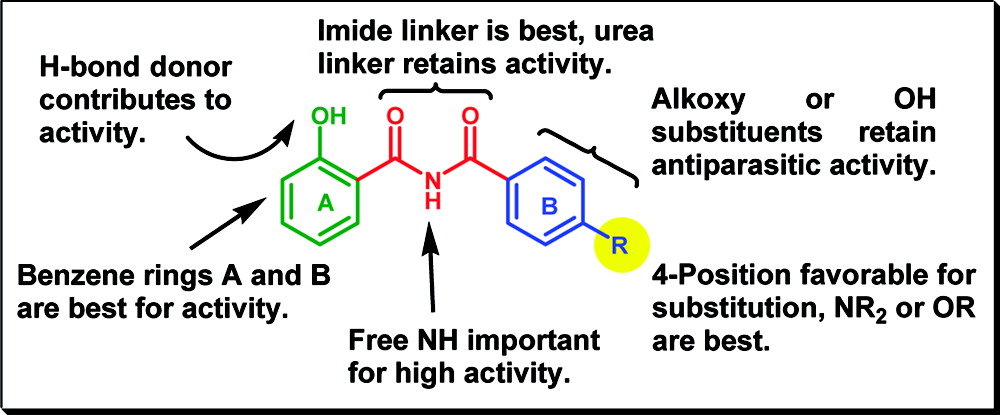 Imide linker is best, urea
linker retains activity.
H-bond donor
contributes to
activity.
Alkoxy or OH
substituents retain
antiparasitic activity.
OH
O
O
N
H
A
B
R
Benzene rings A and B
are best for activity.
Free NH important
for high activity.
4-Position favorable for
substitution, NR₂ or OR
are best.